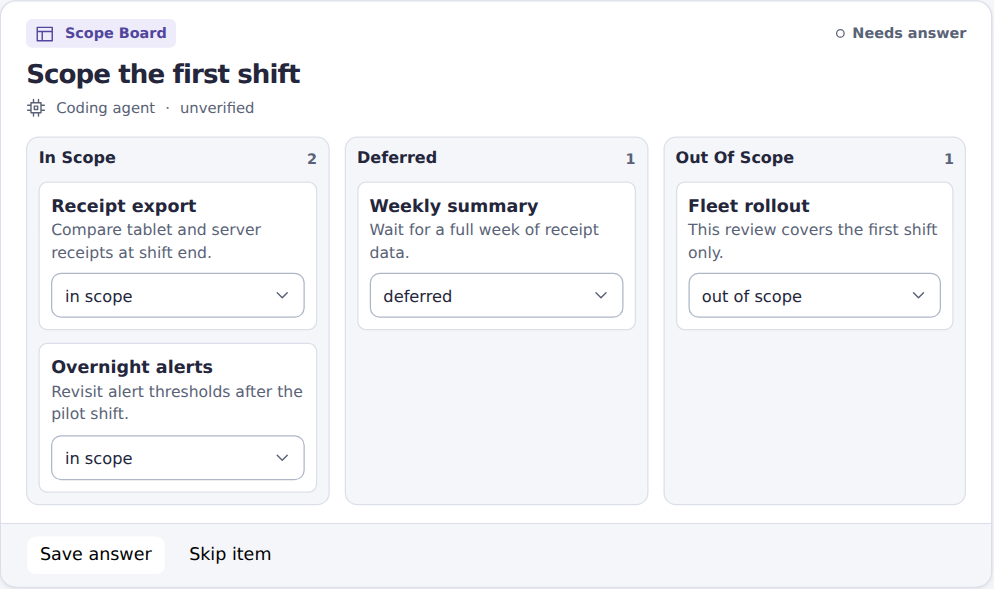 Scope Board
Needs answer
Scope the first shift
Coding agent · unverified
In Scope 2
Receipt export
Compare tablet and server
receipts at shift end.
in scope
Overnight alerts
Revisit alert thresholds after the
pilot shift.
in scope
Deferred 1
Weekly summary
Wait for a full week of receipt
data.
deferred
Out Of Scope 1
Fleet rollout
This review covers the first shift
only.
out of scope
Save answer
Skip item